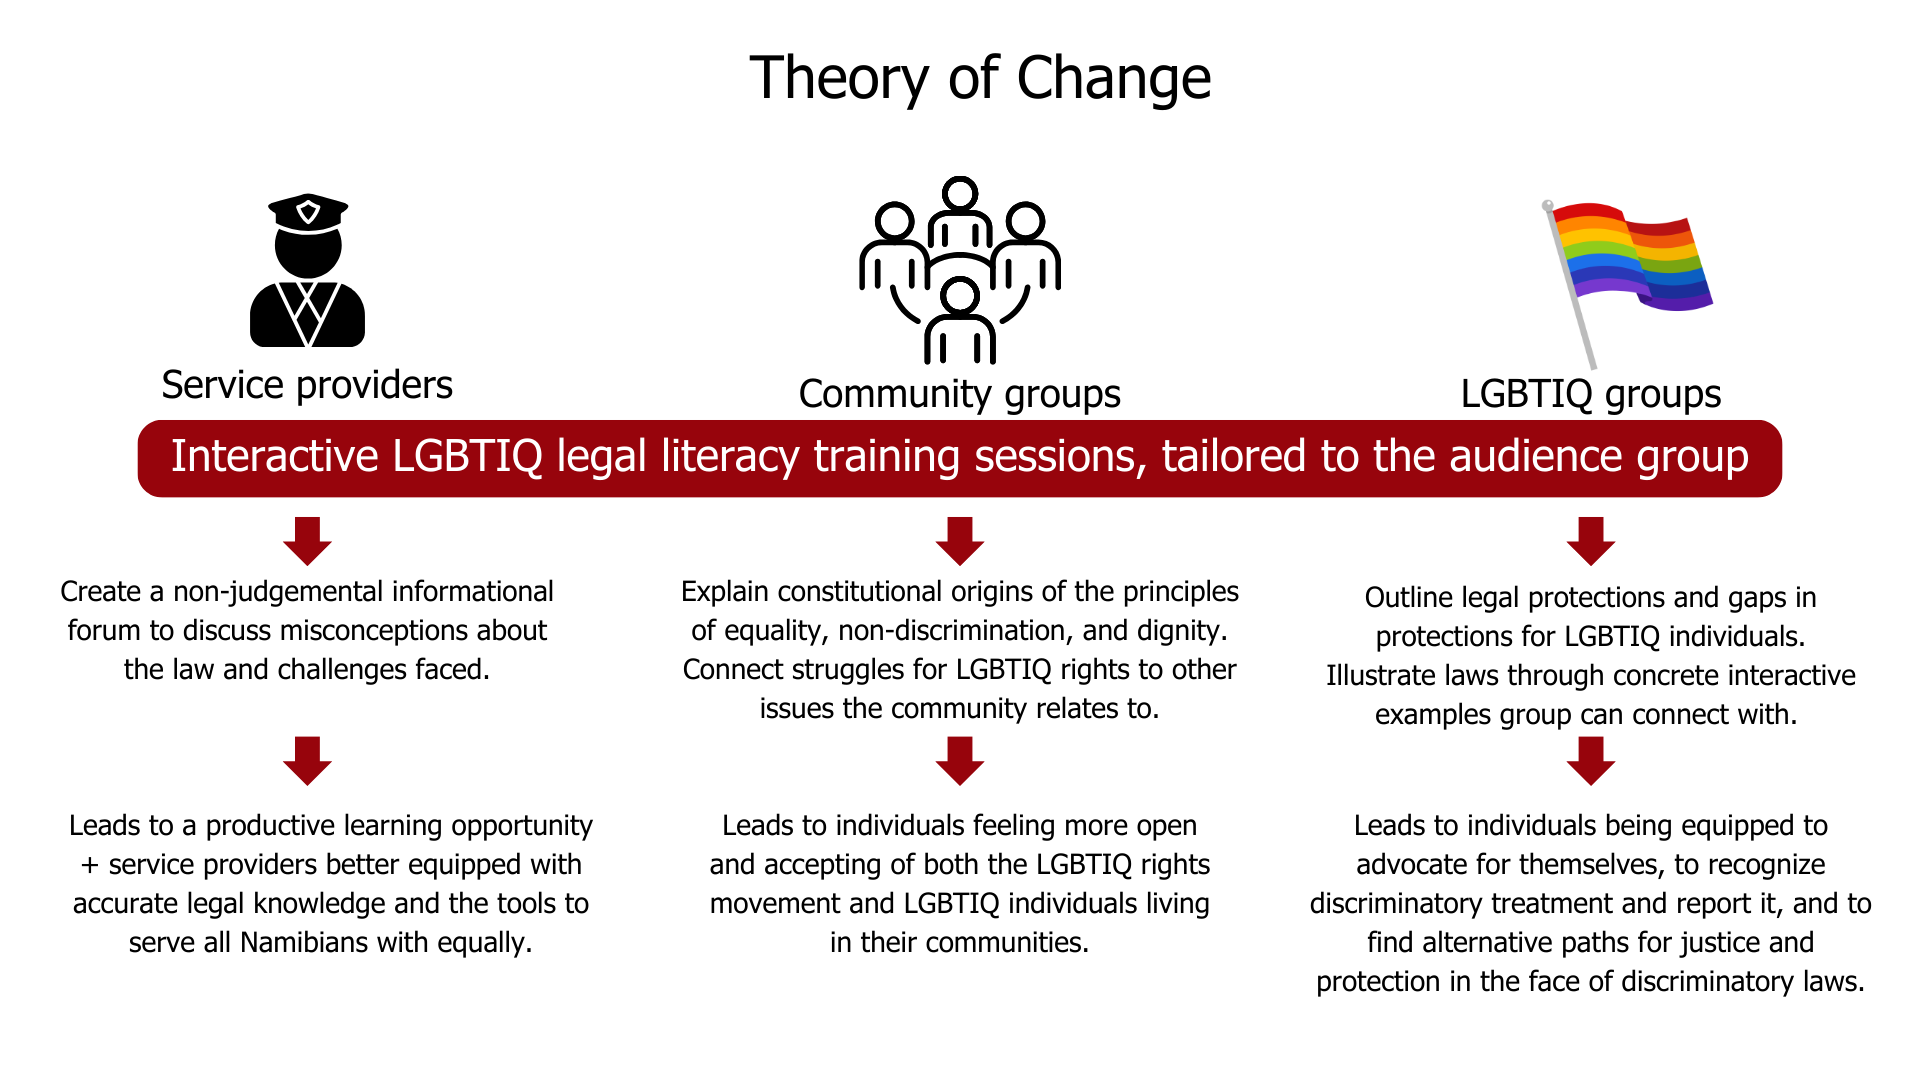 Theory of Change
Service providers
Community groups
LGBTIQ groups
Interactive LGBTIQ legal literacy training sessions, tailored to the audience group
Create a non-judgemental informational
forum to discuss misconceptions about
the law and challenges faced.
Explain constitutional origins of the principles
of equality, non-discrimination, and dignity.
Connect struggles for LGBTIQ rights to other
issues the community relates to.
Outline legal protections and gaps in
protections for LGBTIQ individuals.
Illustrate laws through concrete interactive
examples group can connect with.
Leads to a productive learning opportunity
+ service providers better equipped with
accurate legal knowledge and the tools to
serve all Namibians with equally.
Leads to individuals feeling more open
and accepting of both the LGBTIQ rights
movement and LGBTIQ individuals living
in their communities.
Leads to individuals being equipped to
advocate for themselves, to recognize
discriminatory treatment and report it, and to
find alternative paths for justice and
protection in the face of discriminatory laws.